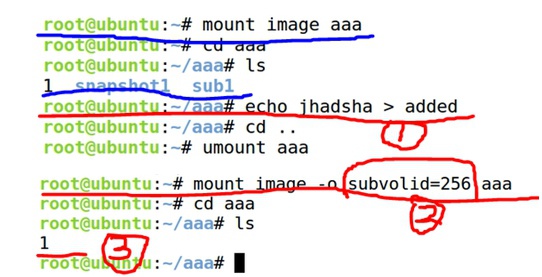 root@ubuntu:~# mount image aaa
root@ubuntu:~# cd aaa
root@ubuntu:~/aaa# ls
1  snapshot1  sub1
root@ubuntu:~/aaa# echo jhadsha > added
1
root@ubuntu:~/aaa# cd ..
root@ubuntu:~# umount aaa
root@ubuntu:~# mount image -o subvolid=256 aaa
2
root@ubuntu:~# cd aaa
root@ubuntu:~/aaa# ls
1
3
root@ubuntu:~/aaa#